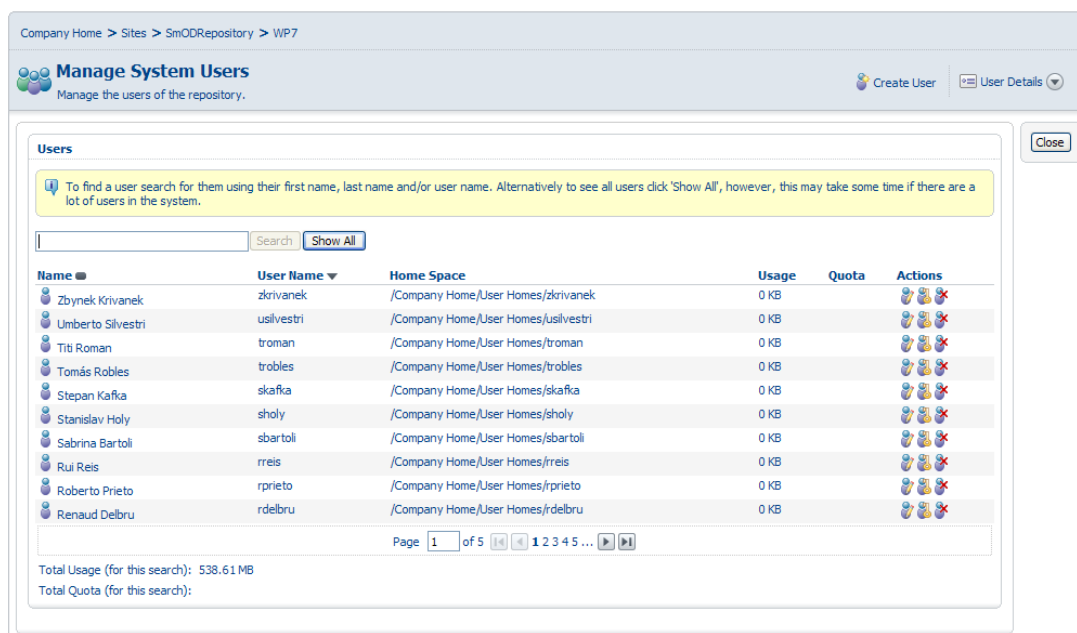 Company Home > Sites > SmODRepository > WP7
Manage System Users
Manage the users of the repository.
Create User
User Details
Close
Users
To find a user search for them using their first name, last name and/or user name. Alternatively to see all users click 'Show All', however, this may take some time if there are a
lot of users in the system.
Search Show All
Name User Name Home Space Usage Quota Actions
Zbynek Krivanek zkrivanek /Company Home/User Homes/zkrivanek 0 KB
Umberto Silvestri usilvestri /Company Home/User Homes/usilvestri 0 KB
Titi Roman troman /Company Home/User Homes/troman 0 KB
Tomás Robles trobles /Company Home/User Homes/trobles 0 KB
Stepan Kafka skafka /Company Home/User Homes/skafka 0 KB
Stanislav Holy sholy /Company Home/User Homes/sholy 0 KB
Sabrina Bartoli sbartoli /Company Home/User Homes/sbartoli 0 KB
Rui Reis rreis /Company Home/User Homes/rreis 0 KB
Roberto Prieto rprieto /Company Home/User Homes/rprieto 0 KB
Renaud Delbru rdelbru /Company Home/User Homes/rdelbru 0 KB
Page 1 of 5 1 2 3 4 5 ...
Total Usage (for this search): 538.61 MB
Total Quota (for this search):